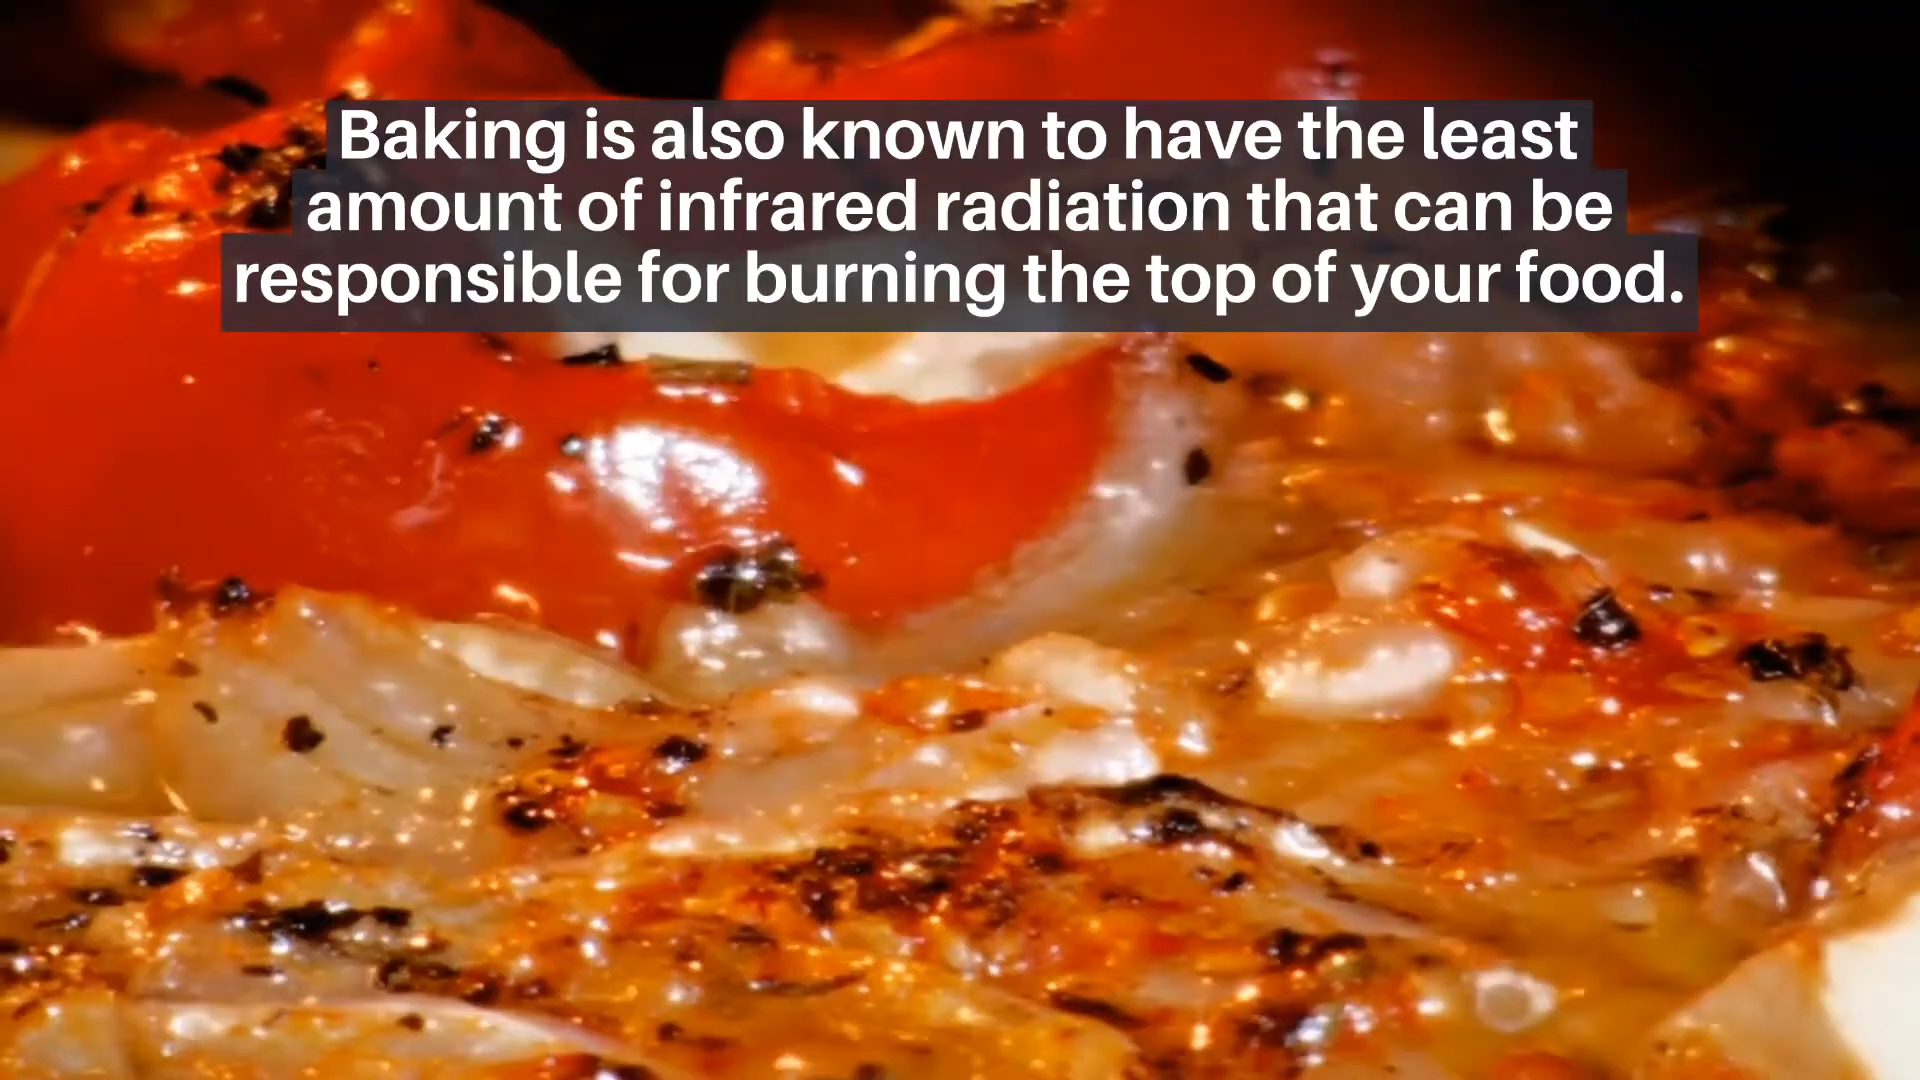 Baking is also known to have the least
amount of infrared radiation that can be
responsible for burning the top of your food.